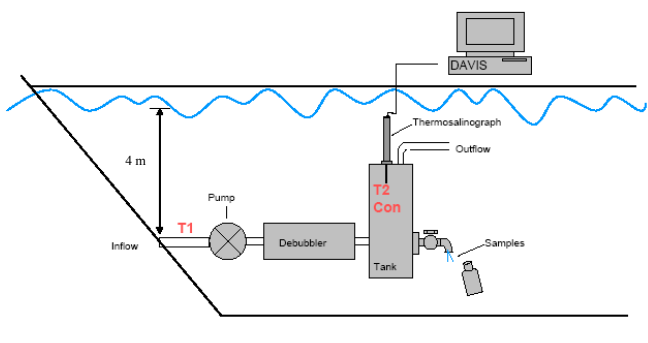 DAVIS
Thermosalinograph
Outflow
4 m
T2
Con
Pump
T1
Inflow
Debubbler
Samples
Tank